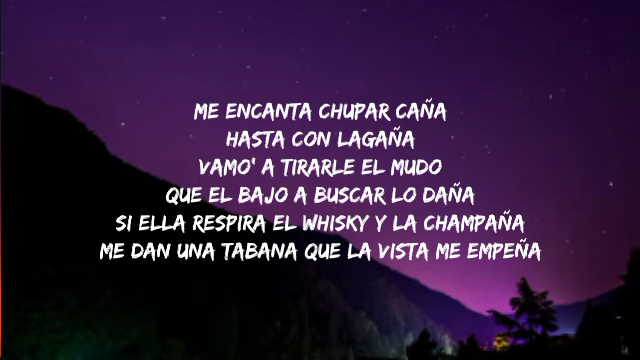 ME ENCANTA CHUPAR CAÑA
HASTA CON LAGAÑA
VAMO' A TIRARLE EL MUDO
QUE EL BAJO A BUSCAR LO DAÑA
SI ELLA RESPIRA EL WHISKY Y LA CHAMPAÑA
ME DAN UNA TABANA QUE LA VISTA ME EMPEÑA